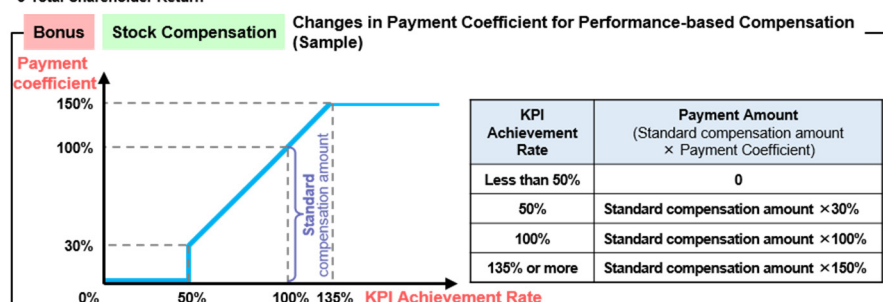 Bonus
Stock Compensation
Changes in Payment Coefficient for Performance-based Compensation
(Sample)
Payment
coefficient
150%
100%
30%
0%
50%
100%
135%
KPI Achievement Rate
Standard
compensation amount
KPI
Achievement
Rate
Payment Amount
(Standard compensation amount
× Payment Coefficient)
Less than 50%
0
50%
Standard compensation amount ×30%
100%
Standard compensation amount ×100%
135% or more
Standard compensation amount ×150%